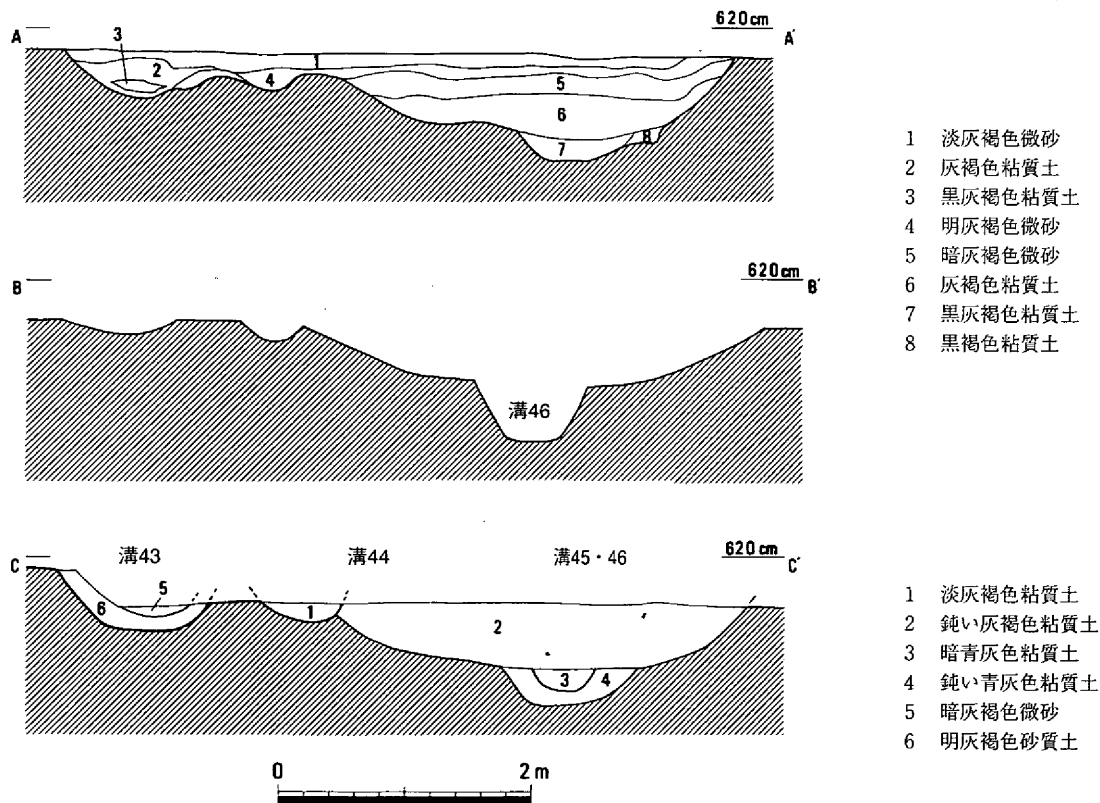 A
3
620cm
A'
2
1
4
5
6
7
8
1 淡灰褐色微砂
2 灰褐色粘質土
3 黒灰褐色粘質土
4 明灰褐色微砂
5 暗灰褐色微砂
6 灰褐色粘質土
7 黒灰褐色粘質土
8 黒褐色粘質土
B
620cm
B'
溝46
C
溝43
溝44
溝45・46
620cm
C'
5
6
1
2
3
4
1 淡灰褐色粘質土
2 鈍い灰褐色粘質土
3 暗青灰色粘質土
4 鈍い青灰色粘質土
5 暗灰褐色微砂
6 明灰褐色砂質土
0 2m